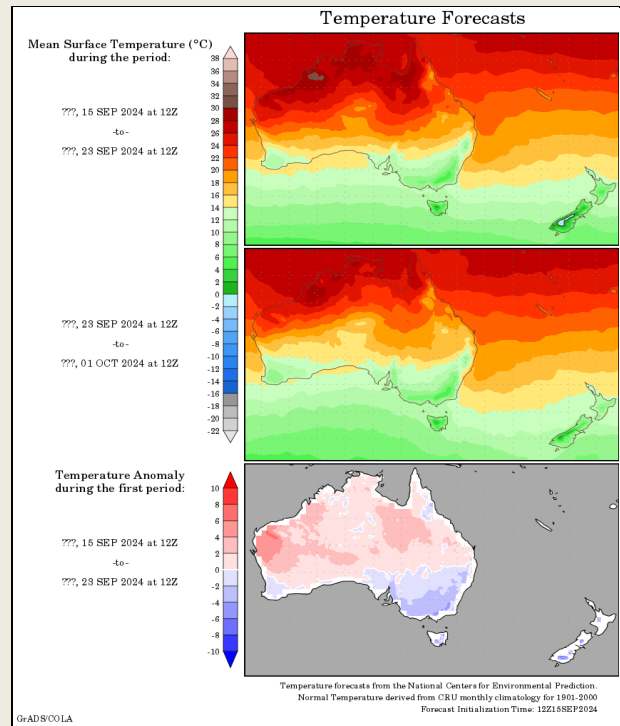 Temperature Forecasts
Mean Surface Temperature (°C)
during the period:
???, 15 SEP 2024 at 12Z
-to-
???, 23 SEP 2024 at 12Z
38
36
34
32
30
28
26
24
22
20
18
16
14
12
10
8
6
4
2
0
-2
-4
-6
-8
-10
-12
-14
-16
-18
-20
-22
???, 23 SEP 2024 at 12Z
-to-
???, 01 OCT 2024 at 12Z
Temperature Anomaly
during the first period:
???, 15 SEP 2024 at 12Z
-to-
???, 23 SEP 2024 at 12Z
10
8
6
4
2
0
-2
-4
-6
-8
-10
Temperature forecasts from the National Centers for Environmental Prediction.
Normal Temperature derived from CRU monthly climatology for 1901-2000
Forecast Initialization Time: 12Z15SEP2024
GrADS/COLA